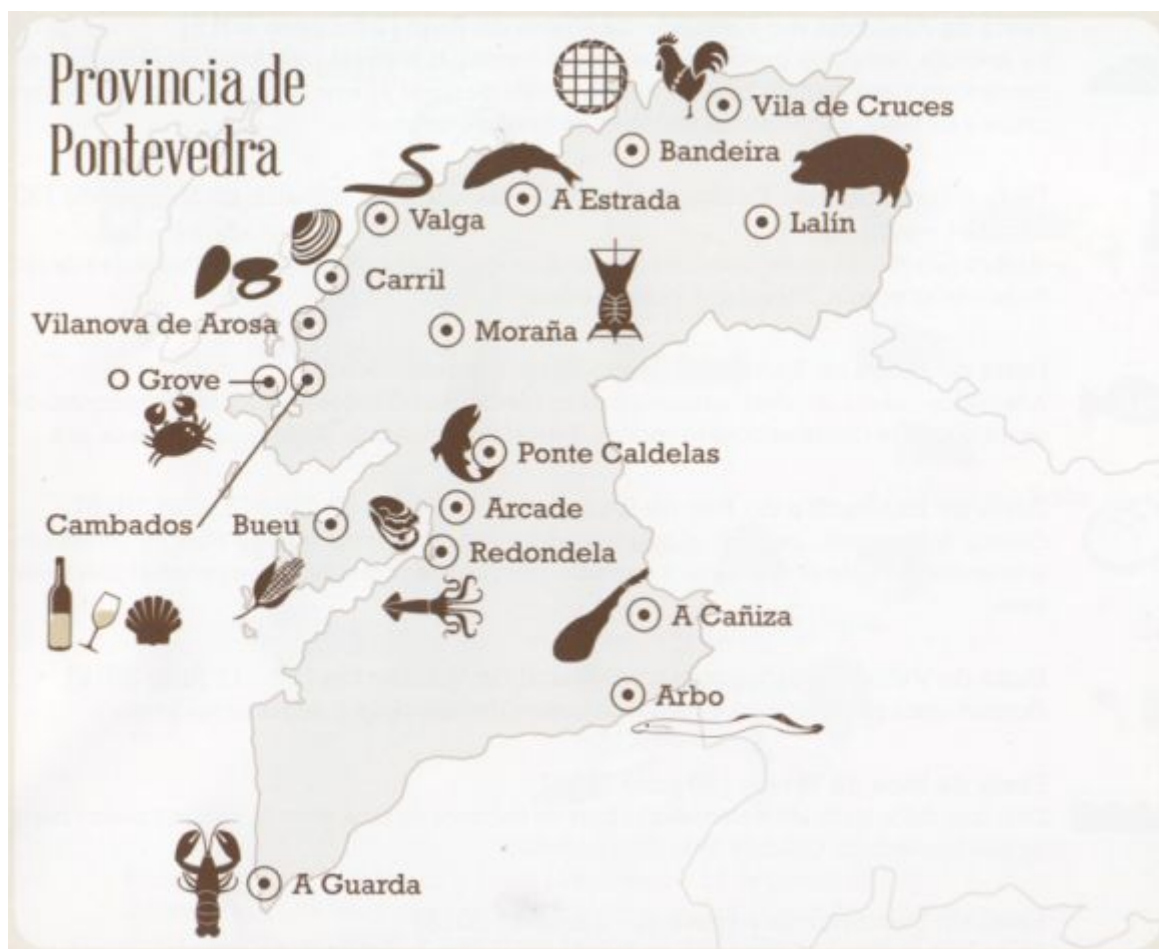 Provincia de
Pontevedra
Vila de Cruces
Bandeira
A Estrada
Valga
Lalín
Carril
Vilanova de Arosa
Moraña
O Grove
Ponte Caldelas
Arcade
Cambados
Bueu
Redondela
A Cañiza
Arbo
A Guarda